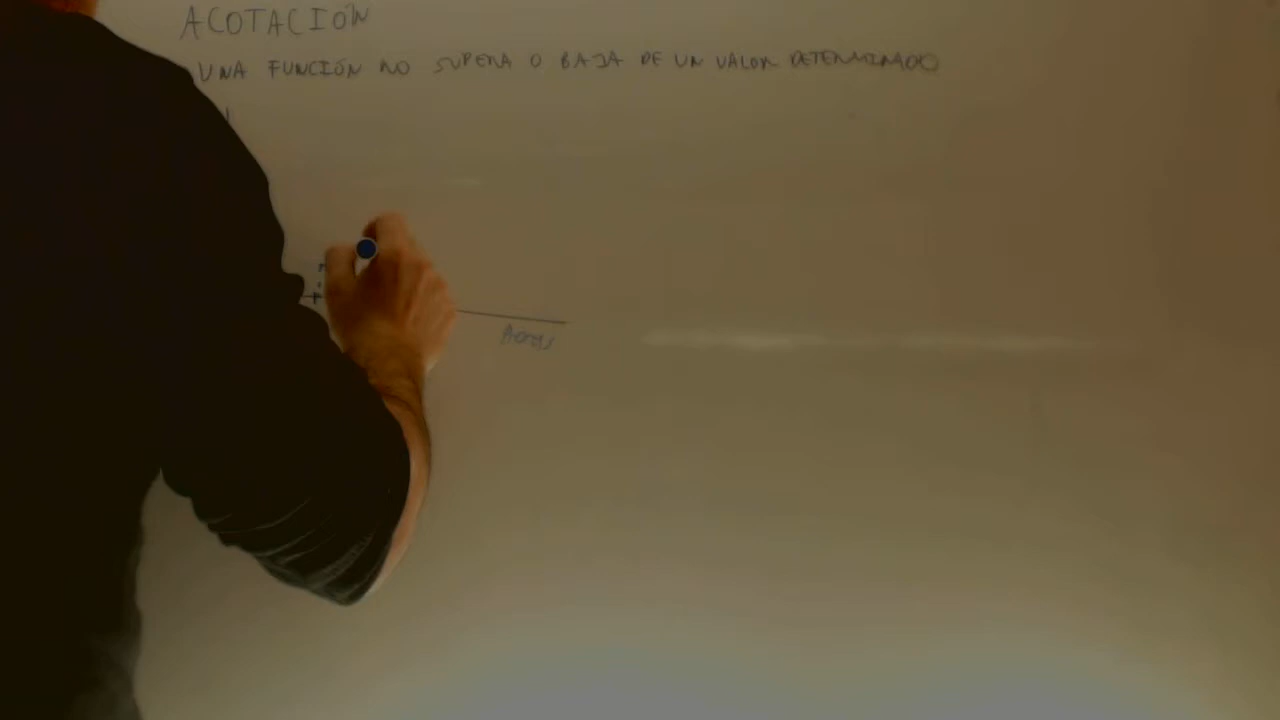 ACOTACIÓN
UNA FUNCIÓN NO SUPERA O BAJA DE UN VALOR DETERMINADO